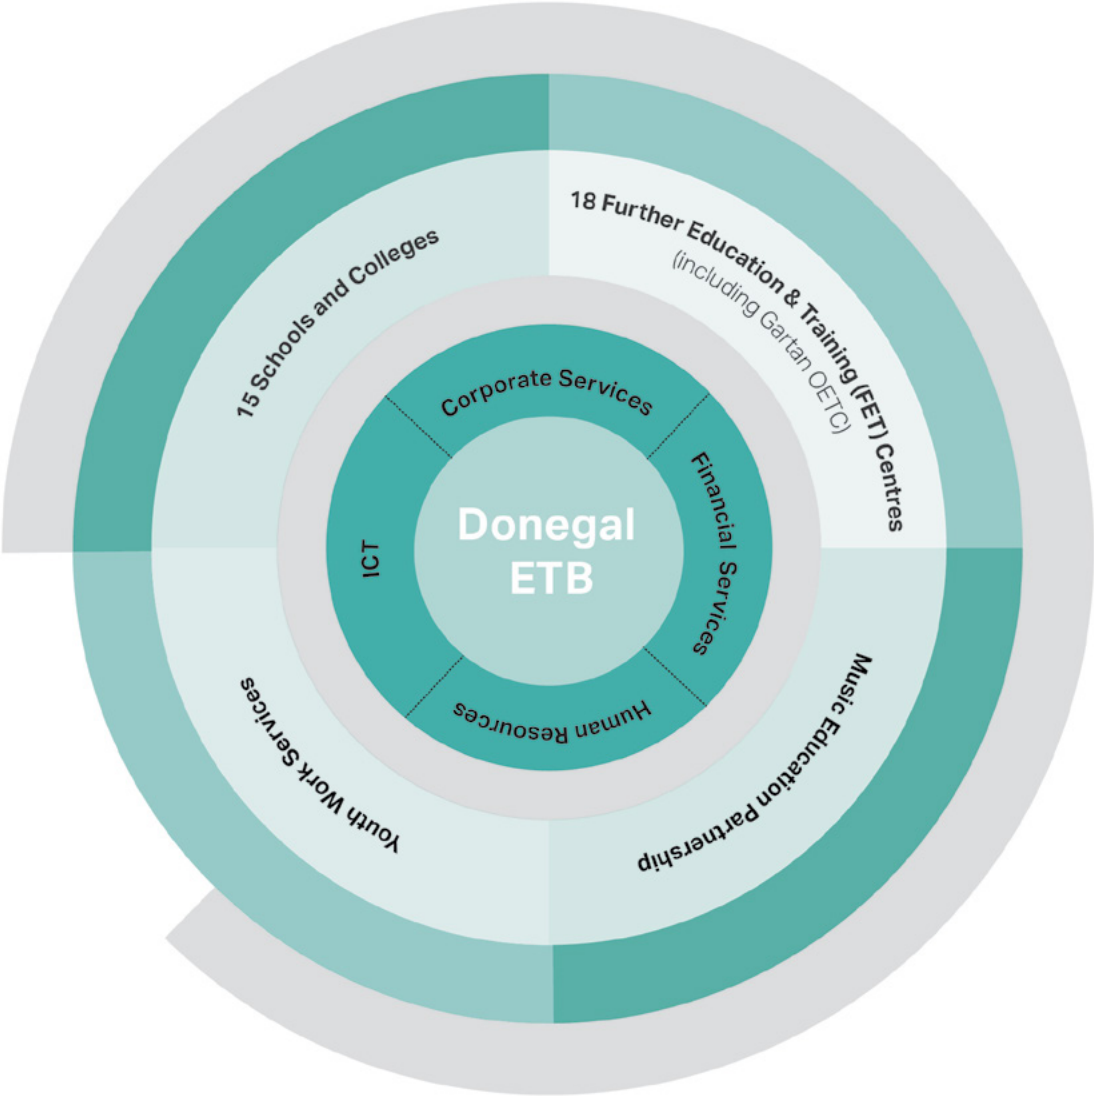 15 Schools and Colleges
18 Further Education & Training (FET) Centres
(including Gartan OETC)
Corporate Services
Financial Services
Human Resources
ICT
Donegal
ETB
Music Education Partnership
Youth Work Services